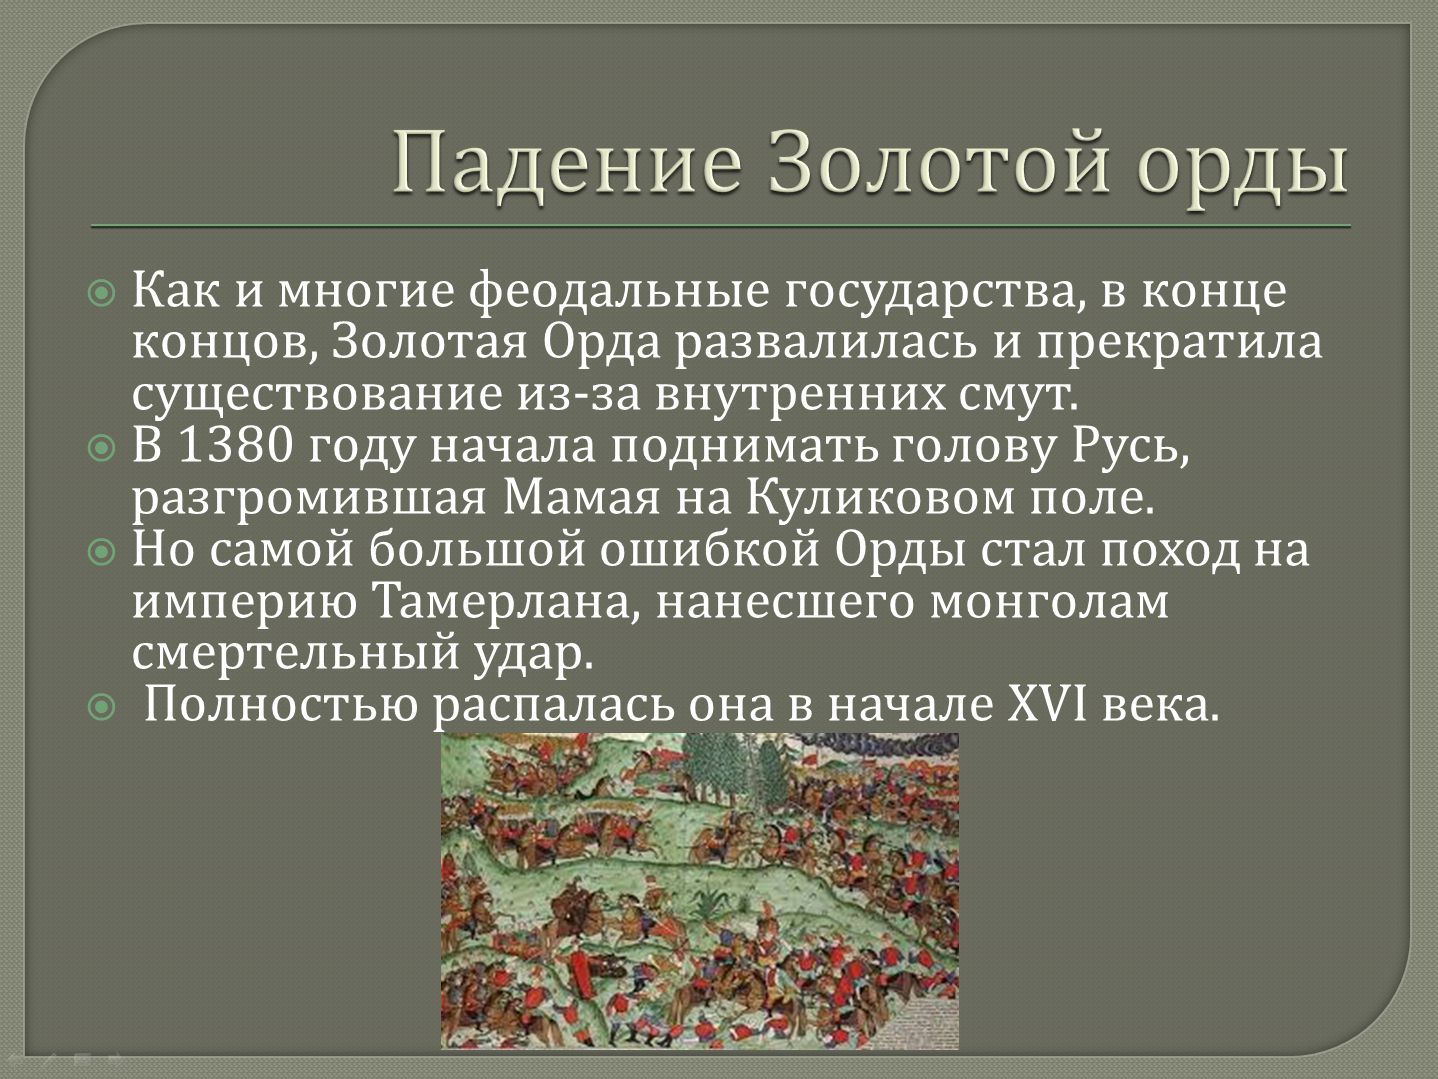 Падение Золотой орды
Как и многие феодальные государства, в конце
концов, Золотая Орда развалилась и прекратила
существование из-за внутренних смут.
В 1380 году начала поднимать голову Русь,
разгромившая Мамая на Куликовом поле.
Но самой большой ошибкой Орды стал поход на
империю Тамерлана, нанесшего монголам
смертельный удар.
Полностью распалась она в начале XVI века.